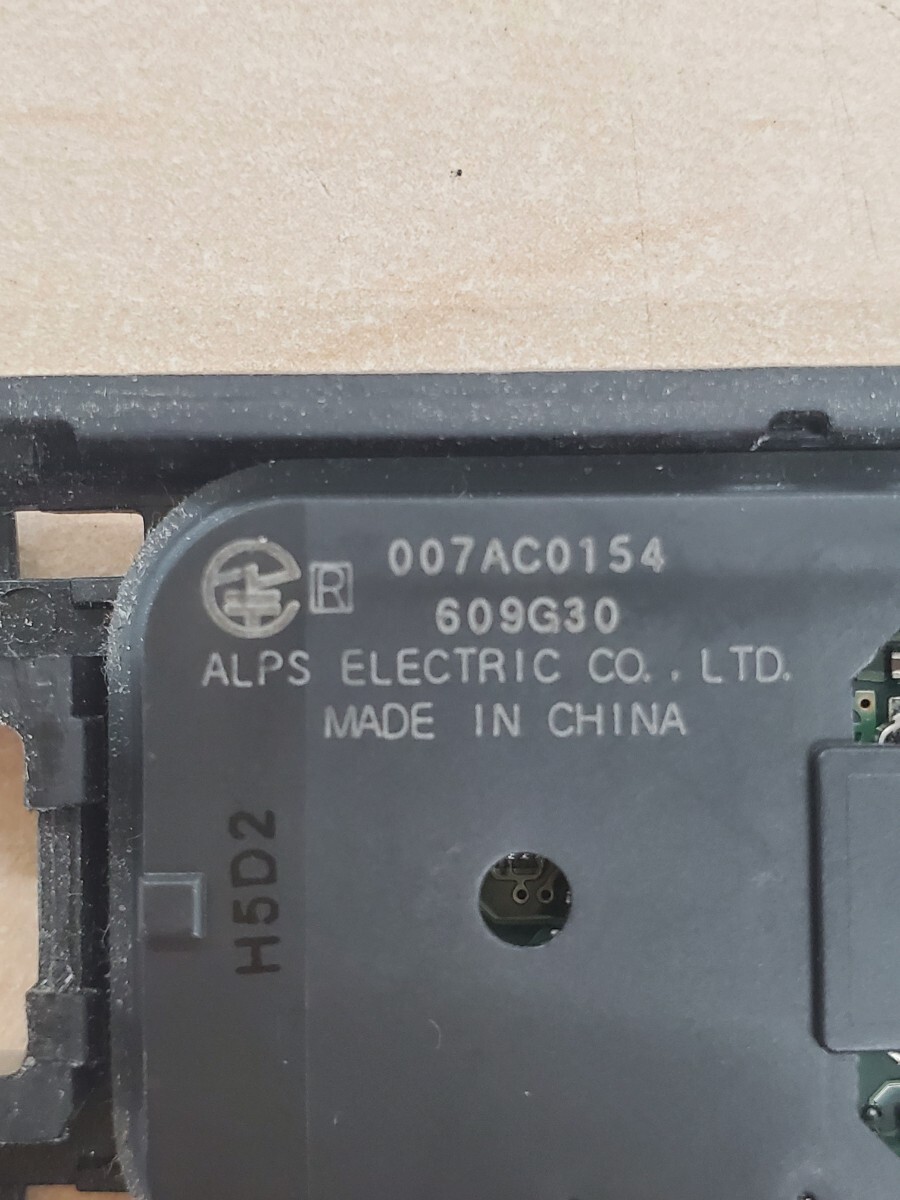 R 007AC0154
609G30
ALPS ELECTRIC CO., LTD.
MADE IN CHINA
H5D2